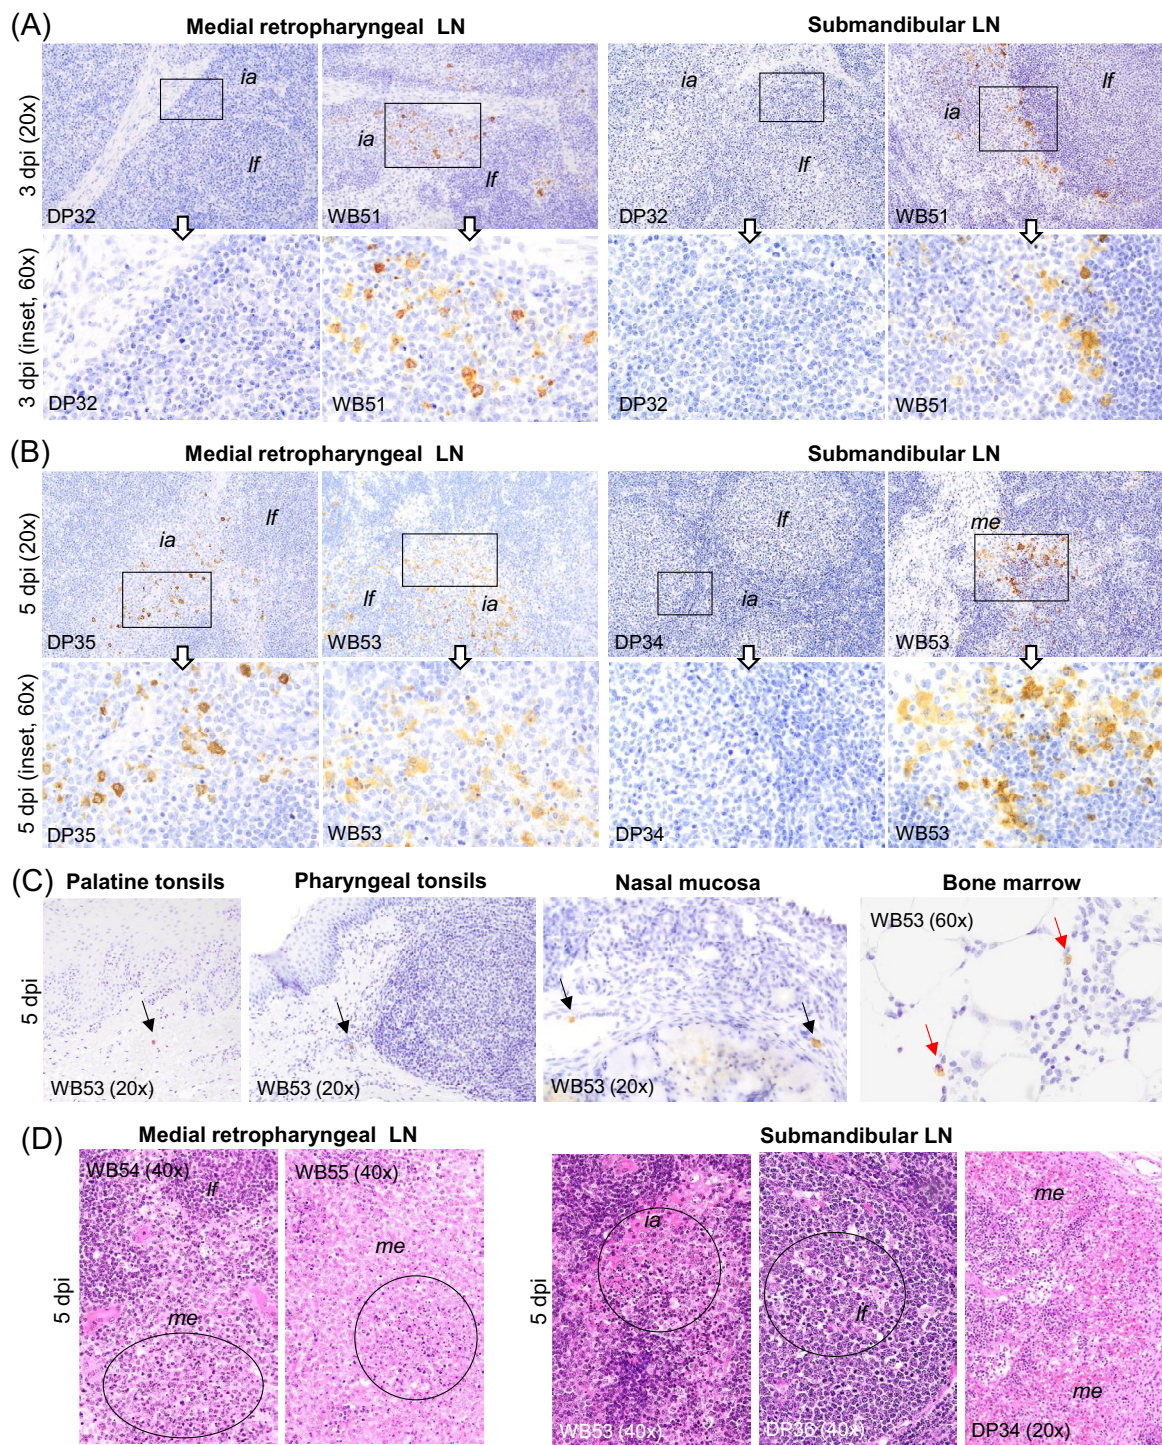 (A)
Medial retropharyngeal LN
Submandibular LN
3 dpi (20x)
ia
lf
DP32
ia
lf
WB51
ia
lf
DP32
ia
lf
WB51
3 dpi (inset, 60x)
DP32
WB51
DP32
WB51
(B)
Medial retropharyngeal LN
Submandibular LN
5 dpi (20x)
ia
lf
DP35
lf
ia
WB53
lf
ia
DP34
me
WB53
5 dpi (inset, 60x)
DP35
WB53
DP34
WB53
(C)
Palatine tonsils
Pharyngeal tonsils
Nasal mucosa
Bone marrow
5 dpi
WB53 (20x)
WB53 (20x)
WB53 (20x)
WB53 (60x)
(D)
Medial retropharyngeal LN
Submandibular LN
5 dpi
WB54 (40x)
lf
me
WB55 (40x)
me
5 dpi
ia
WB53 (40x)
lf
DP36 (40x)
me
me
DP34 (20x)